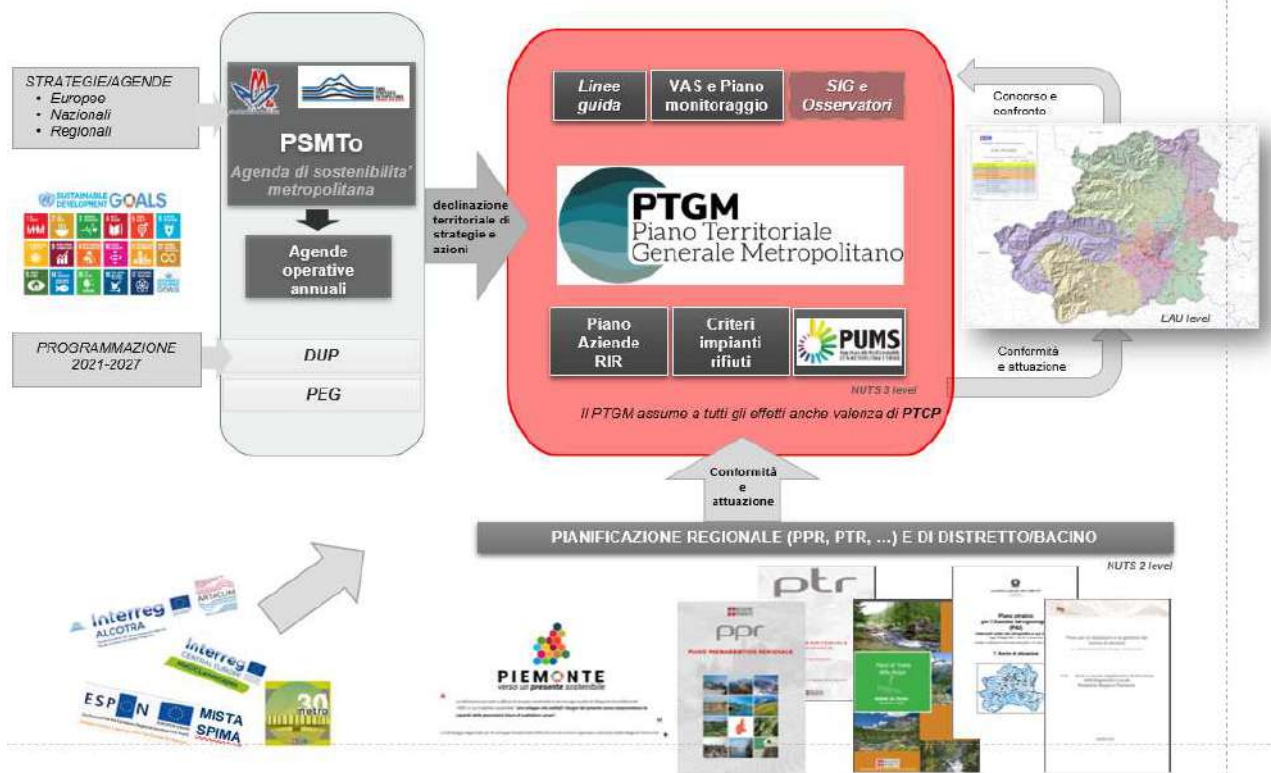 STRATEGIE/AGENDE
• Europee
• Nazionali
• Regionali
SUSTAINABLE
DEVELOPMENT GOALS
PROGRAMMAZIONE
2021-2027
PSMTo
Agenda di sostenibilita'
metropolitana
Agende
operative
annuali
DUP
PEG
declinazione
territoriale di
strategie e
azioni
Linee
guida
VAS e Piano
monitoraggio
SIG e
Osservatori
PTGM
Piano Territoriale
Generale Metropolitano
Piano
Aziende
RIR
Criteri
impianti
rifiuti
PUMS
NUTS 3 level
Il PTGM assume a tutti gli effetti anche valenza di PTCP
Concorso e
confronto
LAU level
Conformità
e attuazione
Conformità
e
attuazione
PIANIFICAZIONE REGIONALE (PPR, PTR, ...) E DI DISTRETTO/BACINO
NUTS 2 level
Interreg
ALCOTRA
ARTACLIM
Interreg
CENTRAL EUROPE
ESPON
MISTA
SPIMA
metro
PIEMONTE
verso un presente sostenibile
ptr
ppr
PIANO PAESAGGISTICO REGIONALE